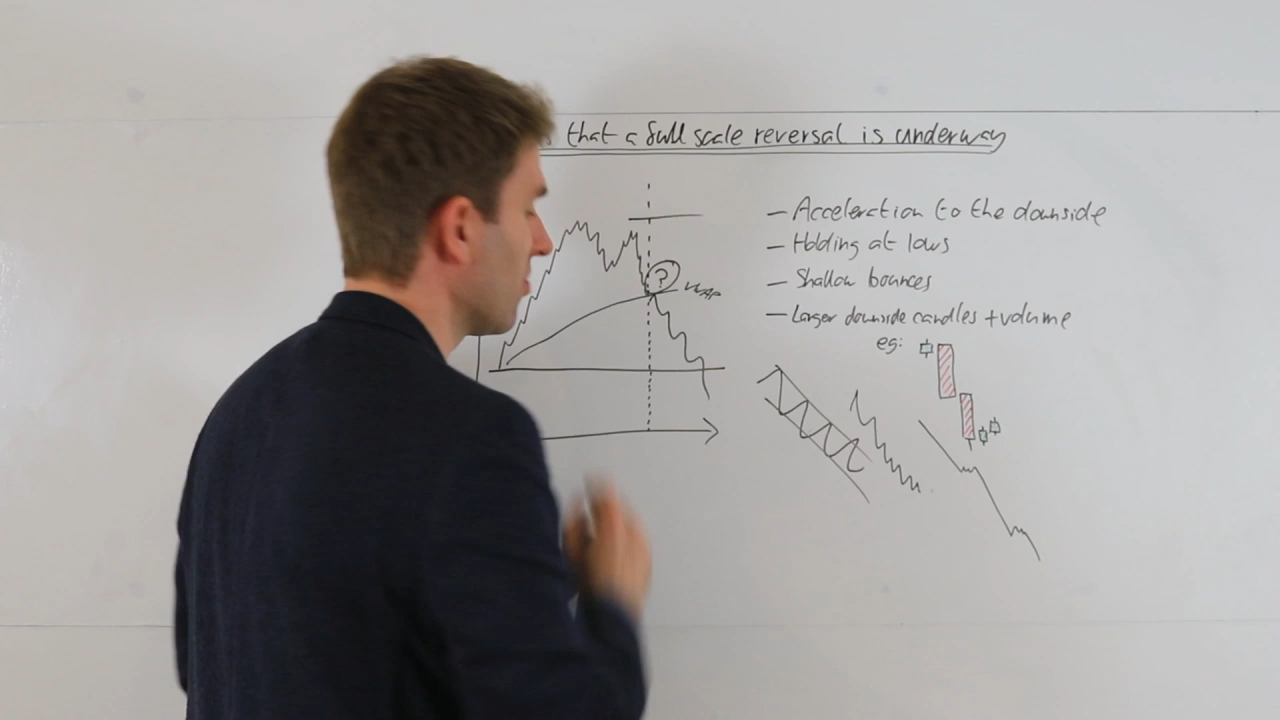 that a full scale reversal is underway
– Acceleration to the downside
– Holding at lows
?
VWAP
– Shallow bounces
– Larger downside candles + volume
eg: